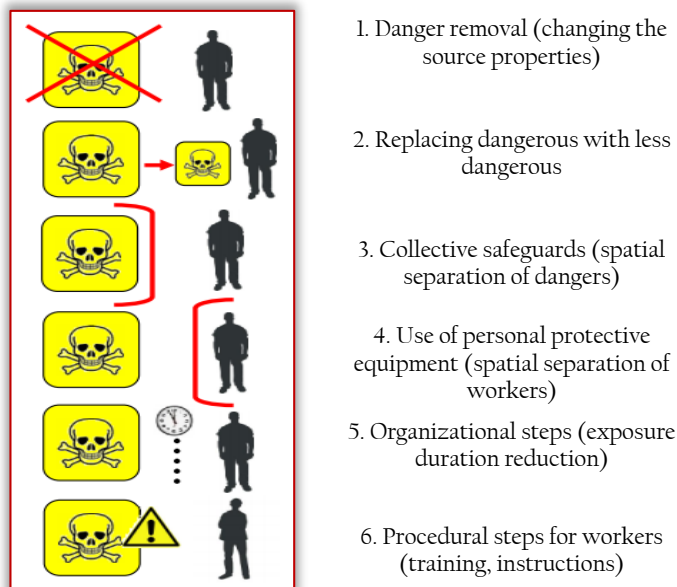 1. Danger removal (changing the
source properties)
2. Replacing dangerous with less
dangerous
3. Collective safeguards (spatial
separation of dangers)
4. Use of personal protective
equipment (spatial separation of
workers)
5. Organizational steps (exposure
duration reduction)
6. Procedural steps for workers
(training, instructions)